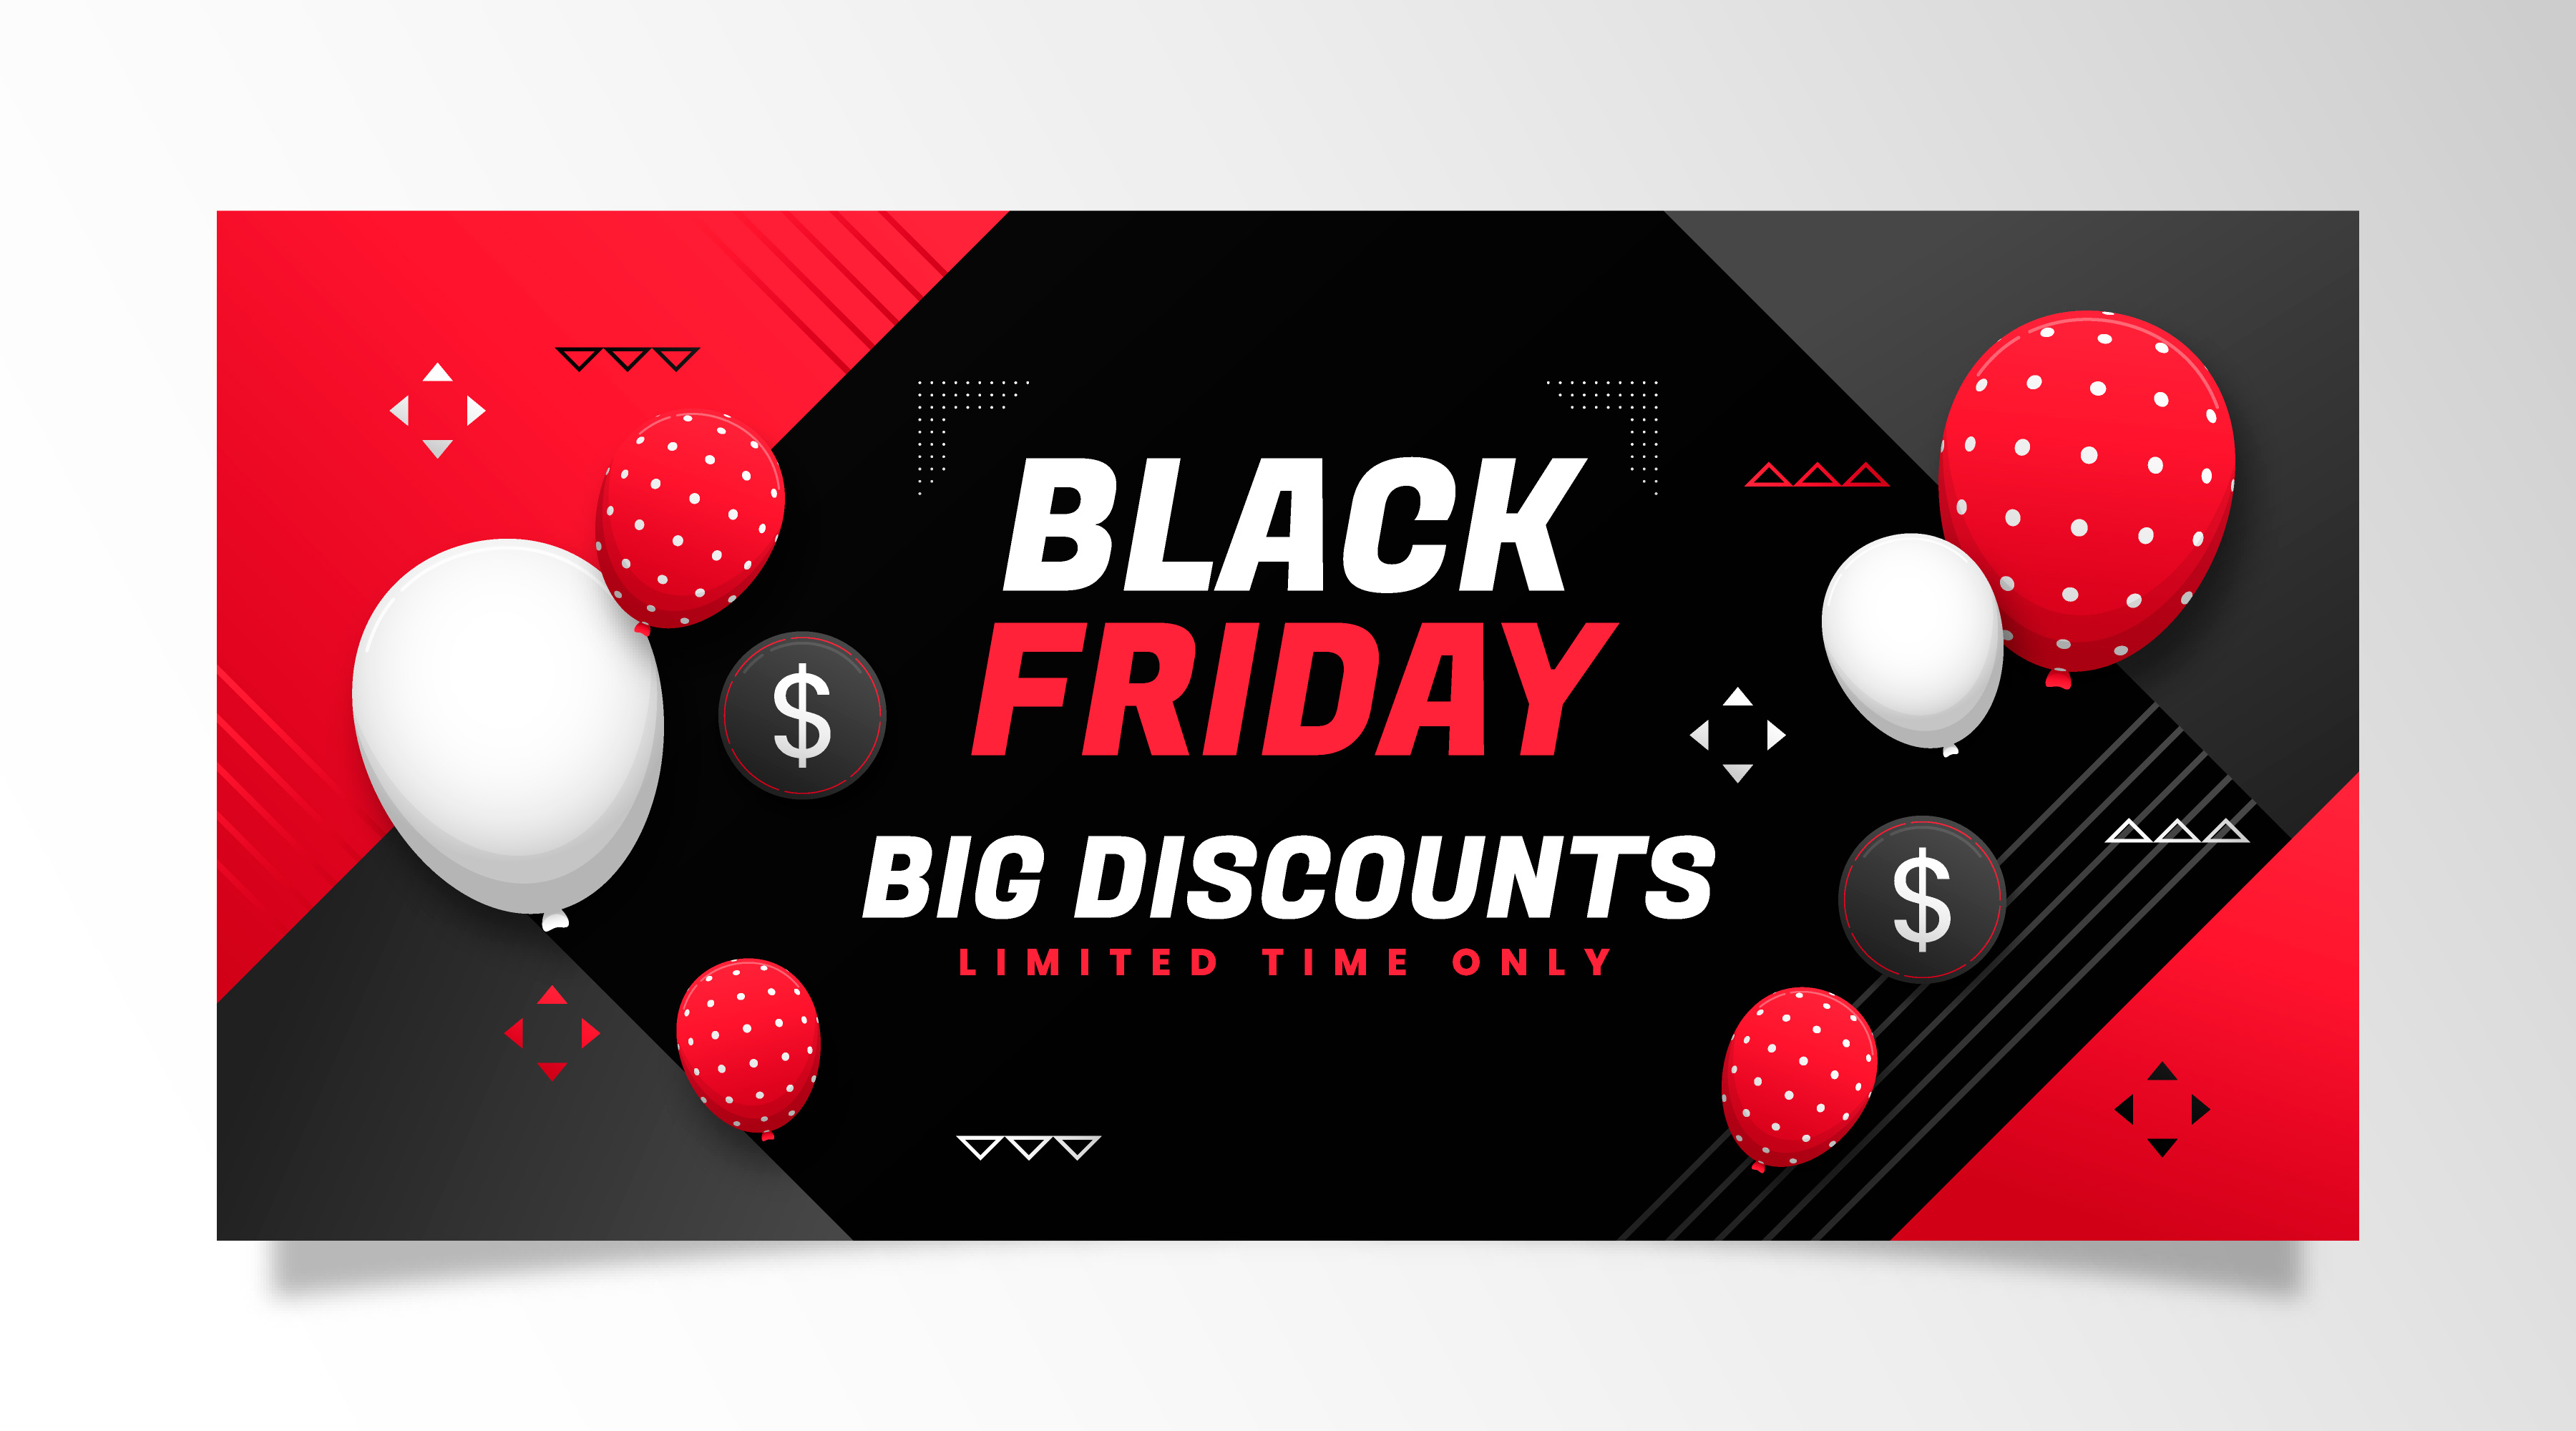 BLACK
FRIDAY
$
BIG DISCOUNTS
$
LIMITED TIME ONLY